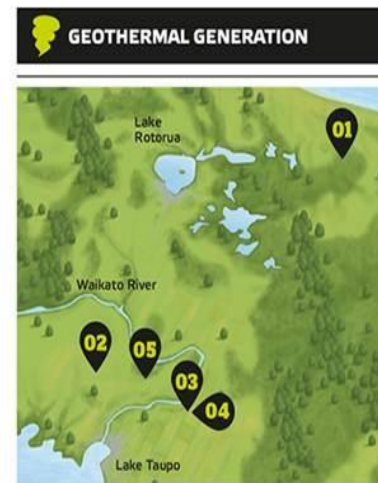 GEOTHERMAL GENERATION
Lake
Rotorua
01
Waikato River
02
05
03
04
Lake Taupo